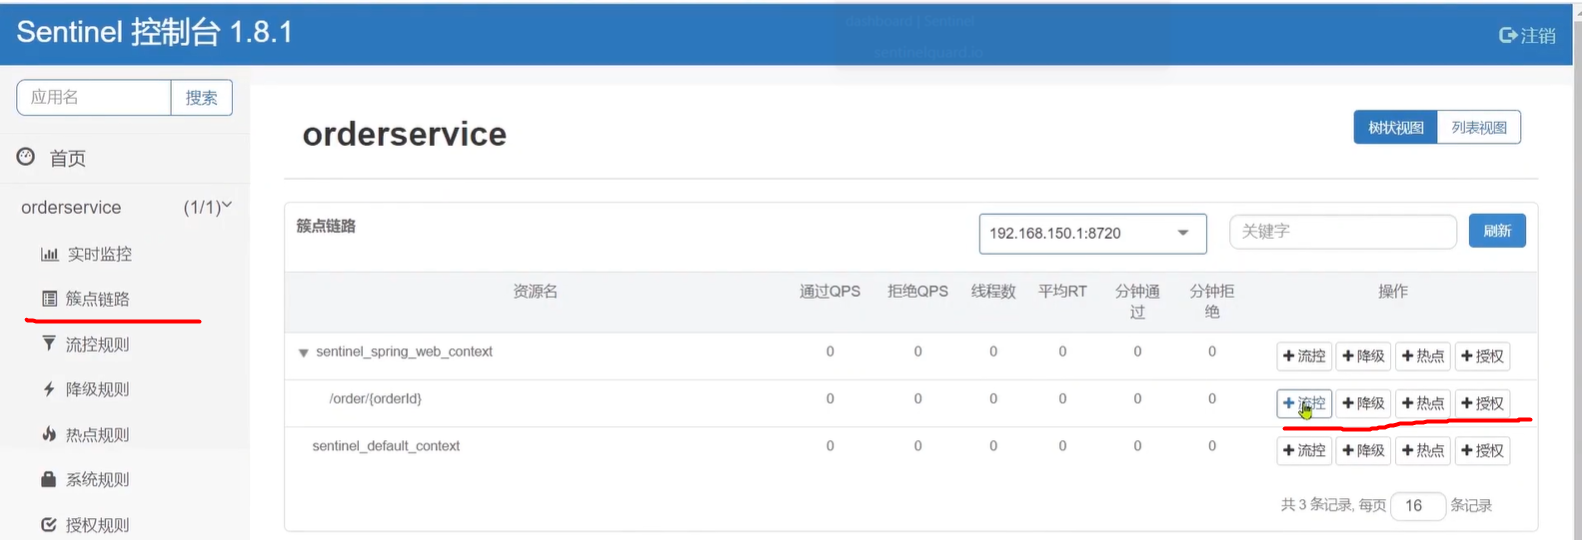 Sentinel 控制台 1.8.1
注销
应用名 搜索
首页
orderservice (1/1)
实时监控
簇点链路
流控规则
降级规则
热点规则
系统规则
授权规则
orderservice
树状视图 列表视图
簇点链路 192.168.150.1:8720 关键字 刷新
资源名 通过QPS 拒绝QPS 线程数 平均RT 分钟通过 分钟拒绝 操作
sentinel_spring_web_context 0 0 0 0 0 0 +流控 +降级 +热点 +授权
/order/{orderId} 0 0 0 0 0 0 +流控 +降级 +热点 +授权
sentinel_default_context 0 0 0 0 0 0 +流控 +降级 +热点 +授权
共 3 条记录, 每页 16 条记录